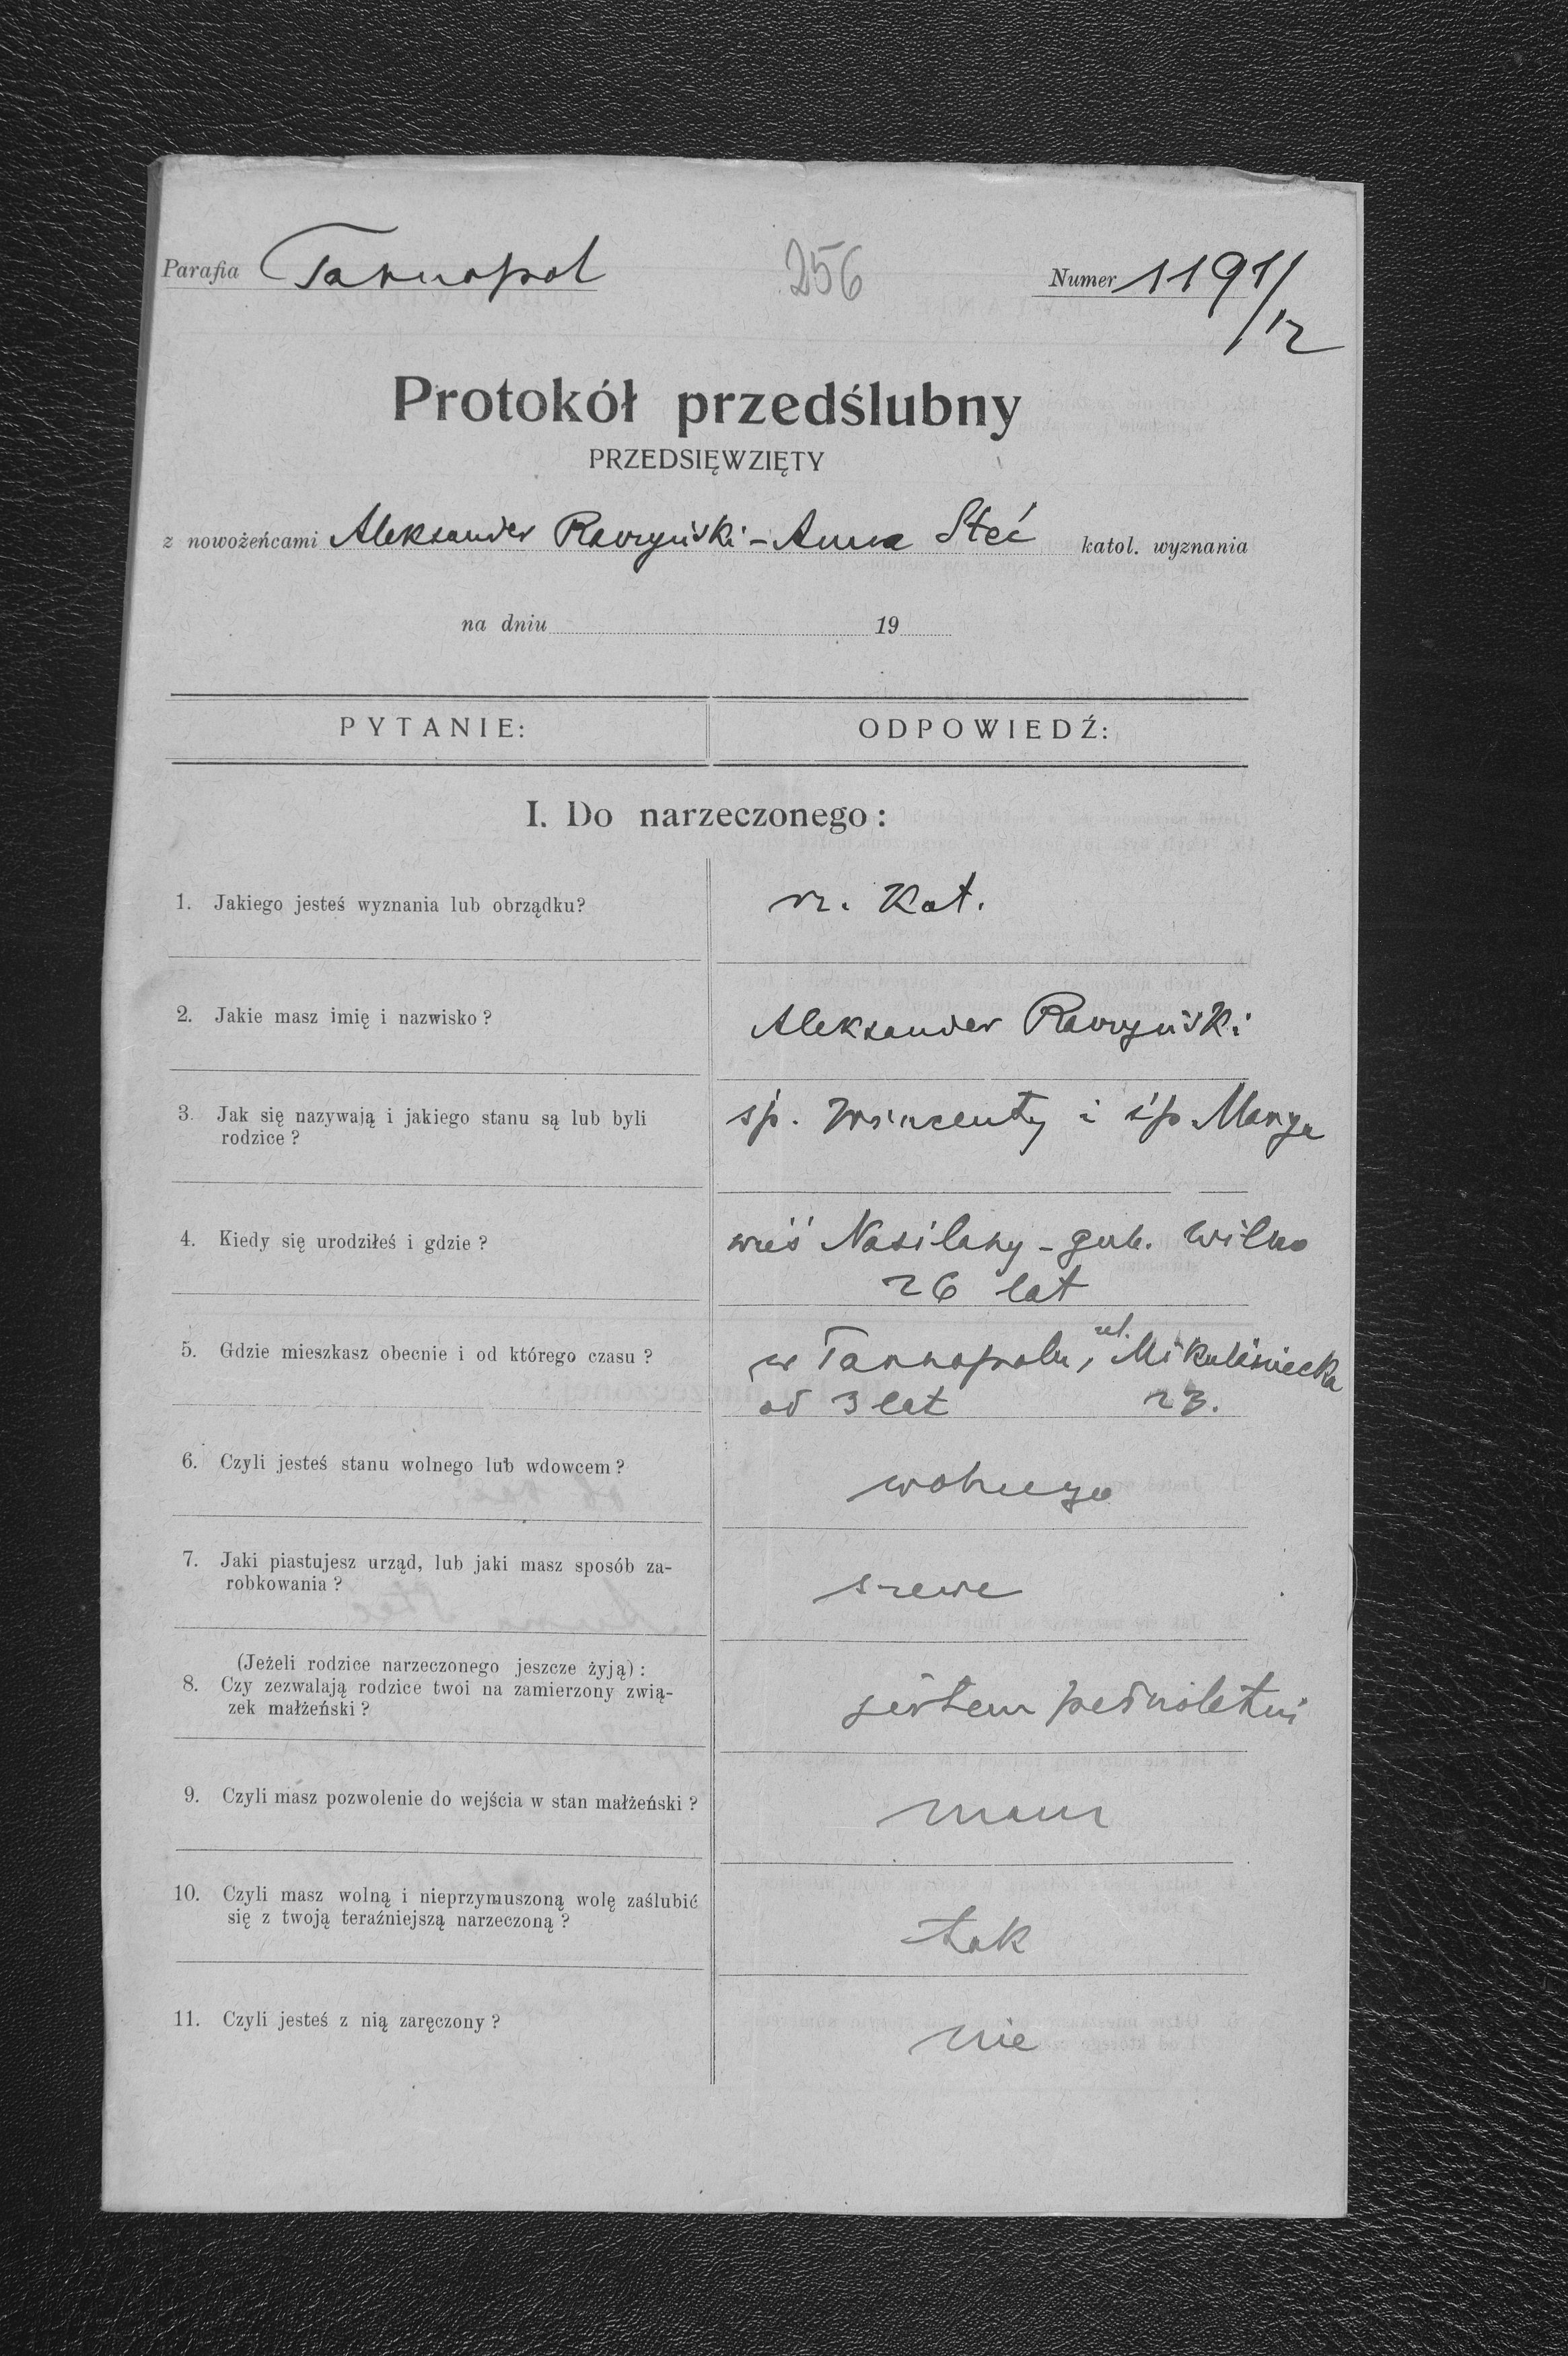 Parafia Tarnopol
256
Numer 1191/12
Protokół przedślubny
PRZEDSIĘWZIĘTY
z nowożeńcami Aleksander - Anna Steć katol. wyznania
na dniu 19
PYTANIE: ODPOWIEDŹ:
I. Do narzeczonego:
1. Jakiego jesteś wyznania lub obrządku? rz. Kat.
2. Jakie masz imię i nazwisko? Aleksander
3. Jak się nazywają i jakiego stanu są lub byli
rodzice?
śp. Wincenty i śp. Marya
4. Kiedy się urodziłeś i gdzie? wieś - gub. Wilno
26 lat
5. Gdzie mieszkasz obecnie i od którego czasu? w Tarnopolu, ul. Mikuliniecka
od 3 lat 23.
6. Czyli jesteś stanu wolnego lub wdowcem? wolnego
7. Jaki piastujesz urząd, lub jaki masz sposób za-
robkowania?
szewc
(Jeżeli rodzice narzeczonego jeszcze żyją):
8. Czy zezwalają rodzice twoi na zamierzony zwią-
zek małżeński?
jestem pełnoletni
9. Czyli masz pozwolenie do wejścia w stan małżeński? mam
10. Czyli masz wolną i nieprzymuszoną wolę zaślubić
się z twoją teraźniejszą narzeczoną?
tak
11. Czyli jesteś z nią zaręczony? nie